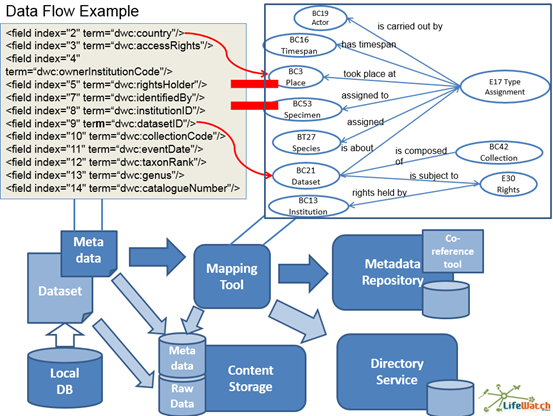 Data Flow Example
<field index="2" term="dwc:country"/>
<field index="3" term="dwc:accessRights"/>
<field index="4"
term="dwc:ownerInstitutionCode"/>
<field index="5" term="dwc:rightsHolder"/>
<field index="7" term="dwc:identifiedBy"/>
<field index="8" term="dwc:institutionID"/>
<field index="9" term="dwc:datasetID"/>
<field index="10" term="dwc:collectionCode"/>
<field index="11" term="dwc:eventDate"/>
<field index="12" term="dwc:taxonRank"/>
<field index="13" term="dwc:genus"/>
<field index="14" term="dwc:catalogueNumber"/>
BC19
Actor
is carried out by
BC16
Timespan
has timespan
BC3
Place
took place at
E17 Type
Assignment
BC53
Specimen
assigned to
assigned
BT27
Species
is about
BC21
Dataset
is composed
of
BC42
Collection
is subject to
E30
Rights
rights held by
BC13
Institution
Meta
data
Dataset
Local
DB
Mapping
Tool
Metadata
Repository
Co-
reference
tool
Meta
data
Raw
Data
Content
Storage
Directory
Service
LifeWatch